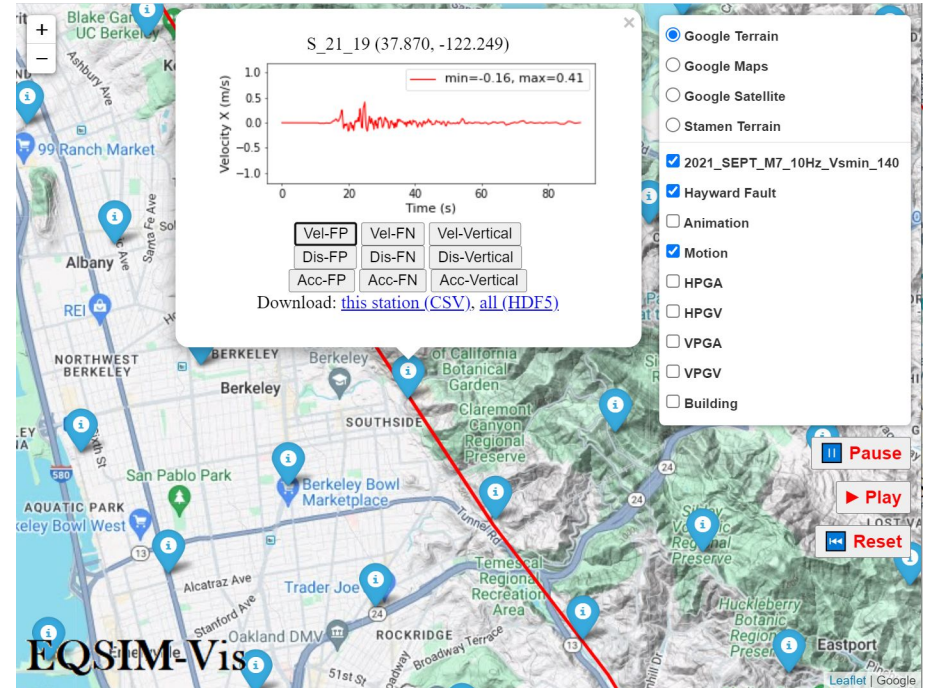 +
−
Blake Gar
UC Berkeley
Ashbury Ave
99 Ranch Market
Santa Fe Ave
Albany
REI
NORTHWEST
BERKELEY
BERKELEY
Berkeley
Berkeley
of California
Botanical
Garden
Claremont
Canyon
Regional
Preserve
SOUTHSIDE
San Pablo Park
580
Berkeley Bowl
Marketplace
AQUATIC PARK
keley Bowl West
13
Tunnel Rd
24
24
Regional
Preserve
Alcatraz Ave
Trader Joe
24
Temescal
Regional
Recreation
Area
Stanford Ave
Oakland DMV
ROCKRIDGE
Broadway Terrace
51st St
13
Huckleberry
Botanic
Regional
Preserve
Eastport
EQSIM-Vis
×
S_21_19 (37.870, -122.249)
min=-0.16, max=0.41
Velocity X (m/s)
1.0
0.5
0.0
−0.5
−1.0
0 20 40 60 80
Time (s)
Vel-FP Vel-FN Vel-Vertical
Dis-FP Dis-FN Dis-Vertical
Acc-FP Acc-FN Acc-Vertical
Download: this station (CSV), all (HDF5)
Google Terrain
Google Maps
Google Satellite
Stamen Terrain
2021_SEPT_M7_10Hz_Vsmin_140
Hayward Fault
Animation
Motion
HPGA
HPGV
VPGA
VPGV
Building
Pause
Play
Reset
Leaflet | Google